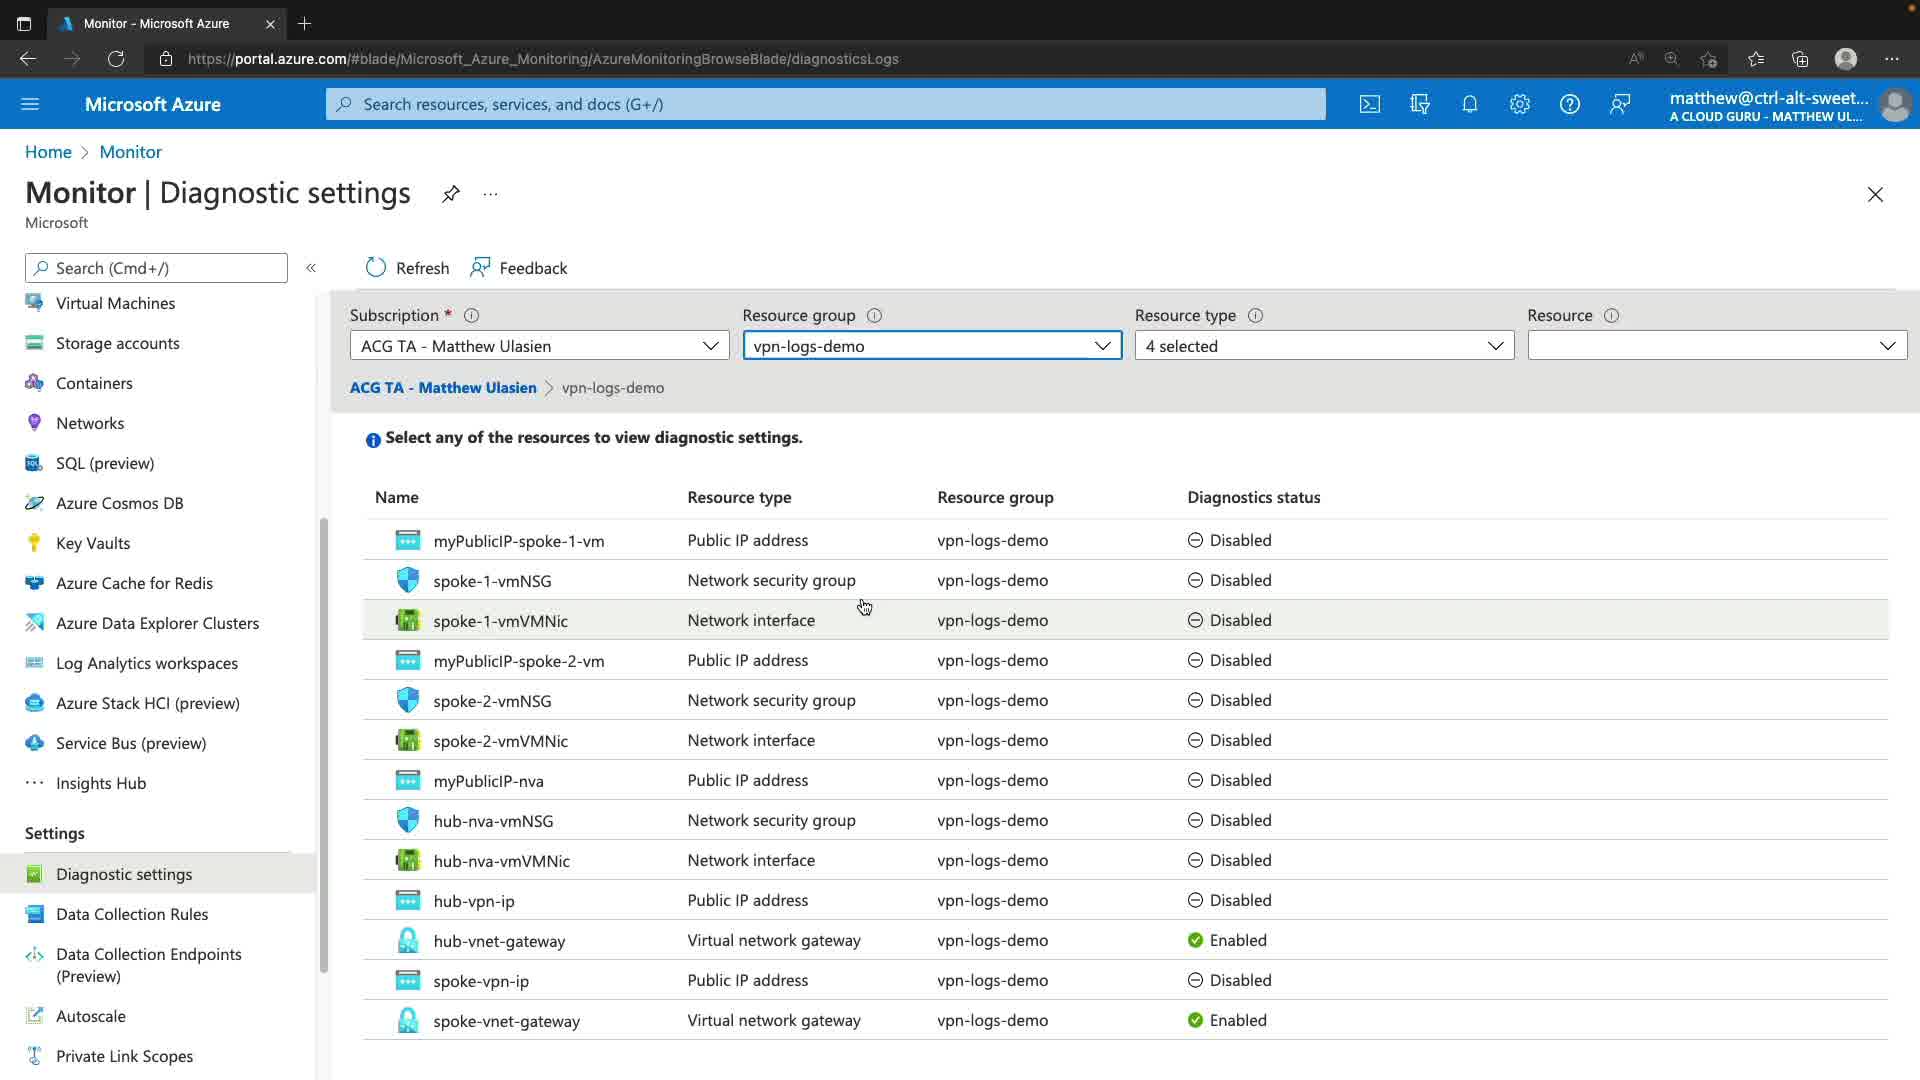 Monitor - Microsoft Azure
https://portal.azure.com/#blade/Microsoft_Azure_Monitoring/AzureMonitoringBrowseBlade/diagnosticsLogs
Microsoft Azure
Search resources, services, and docs (G+/)
matthew@ctrl-alt-sweet...
A CLOUD GURU - MATTHEW UL...
Home > Monitor
Monitor | Diagnostic settings
Microsoft
Search (Cmd+/)
Virtual Machines
Storage accounts
Containers
Networks
SQL (preview)
Azure Cosmos DB
Key Vaults
Azure Cache for Redis
Azure Data Explorer Clusters
Log Analytics workspaces
Azure Stack HCI (preview)
Service Bus (preview)
Insights Hub
Settings
Diagnostic settings
Data Collection Rules
Data Collection Endpoints
(Preview)
Autoscale
Private Link Scopes
Refresh Feedback
Subscription * Resource group Resource type Resource
ACG TA - Matthew Ulasien vpn-logs-demo 4 selected
ACG TA - Matthew Ulasien > vpn-logs-demo
Select any of the resources to view diagnostic settings.
Name Resource type Resource group Diagnostics status
myPublicIP-spoke-1-vm Public IP address vpn-logs-demo Disabled
spoke-1-vmNSG Network security group vpn-logs-demo Disabled
spoke-1-vmVMNic Network interface vpn-logs-demo Disabled
myPublicIP-spoke-2-vm Public IP address vpn-logs-demo Disabled
spoke-2-vmNSG Network security group vpn-logs-demo Disabled
spoke-2-vmVMNic Network interface vpn-logs-demo Disabled
myPublicIP-nva Public IP address vpn-logs-demo Disabled
hub-nva-vmNSG Network security group vpn-logs-demo Disabled
hub-nva-vmVMNic Network interface vpn-logs-demo Disabled
hub-vpn-ip Public IP address vpn-logs-demo Disabled
hub-vnet-gateway Virtual network gateway vpn-logs-demo Enabled
spoke-vpn-ip Public IP address vpn-logs-demo Disabled
spoke-vnet-gateway Virtual network gateway vpn-logs-demo Enabled